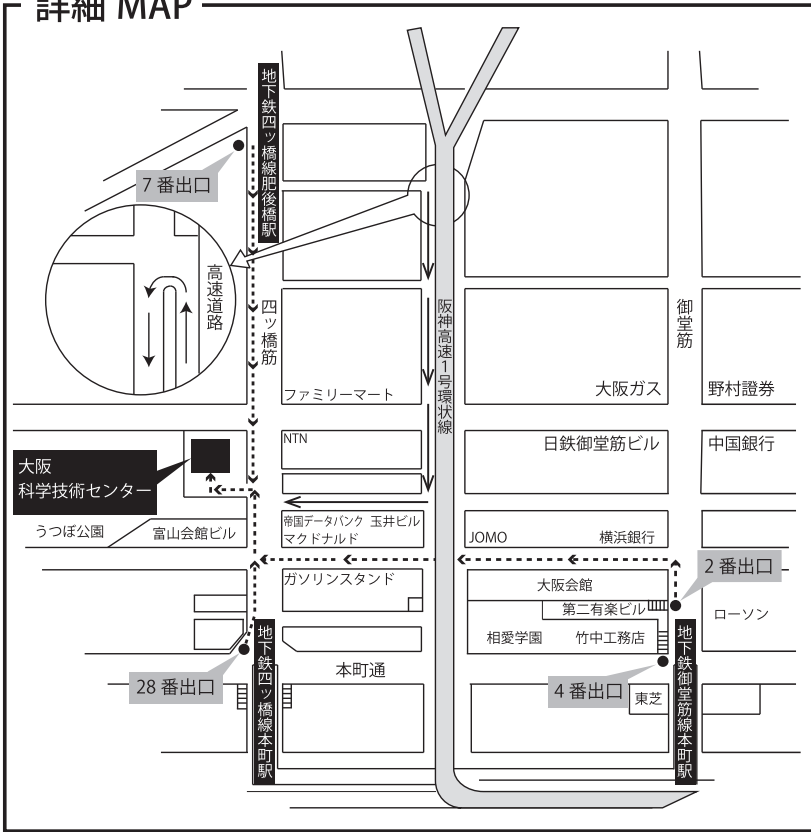 詳細 MAP
地下鉄四ッ橋線肥後橋駅
7 番出口
高速道路
四ッ橋筋
阪神高速1号環状線
御堂筋
ファミリーマート
大阪ガス
野村證券
NTN
日鉄御堂筋ビル
中国銀行
大阪
科学技術センター
うつぼ公園
富山会館ビル
帝国データバンク 玉井ビル
マクドナルド
JOMO
横浜銀行
2 番出口
ガソリンスタンド
大阪会館
第二有楽ビル
ローソン
相愛学園
竹中工務店
地下鉄四ッ橋線本町駅
本町通
地下鉄御堂筋線本町駅
28 番出口
4 番出口
東芝